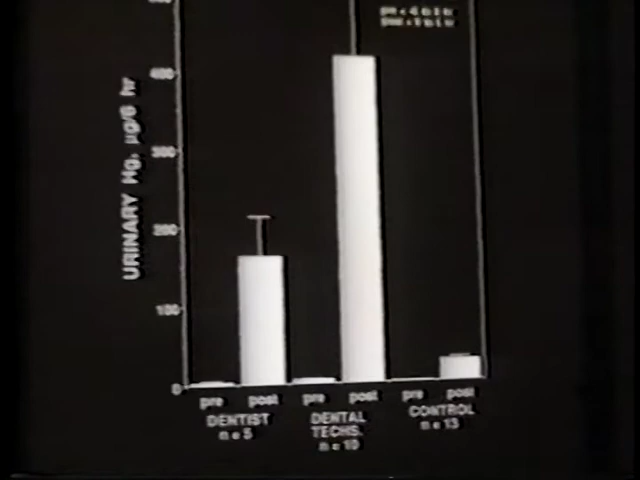 400
300
200
100
0
URINARY Hg, µg/6 hr
pre post pre post pre post
DENTIST DENTAL CONTROL
n = 5 TECHS. n = 13
n = 10